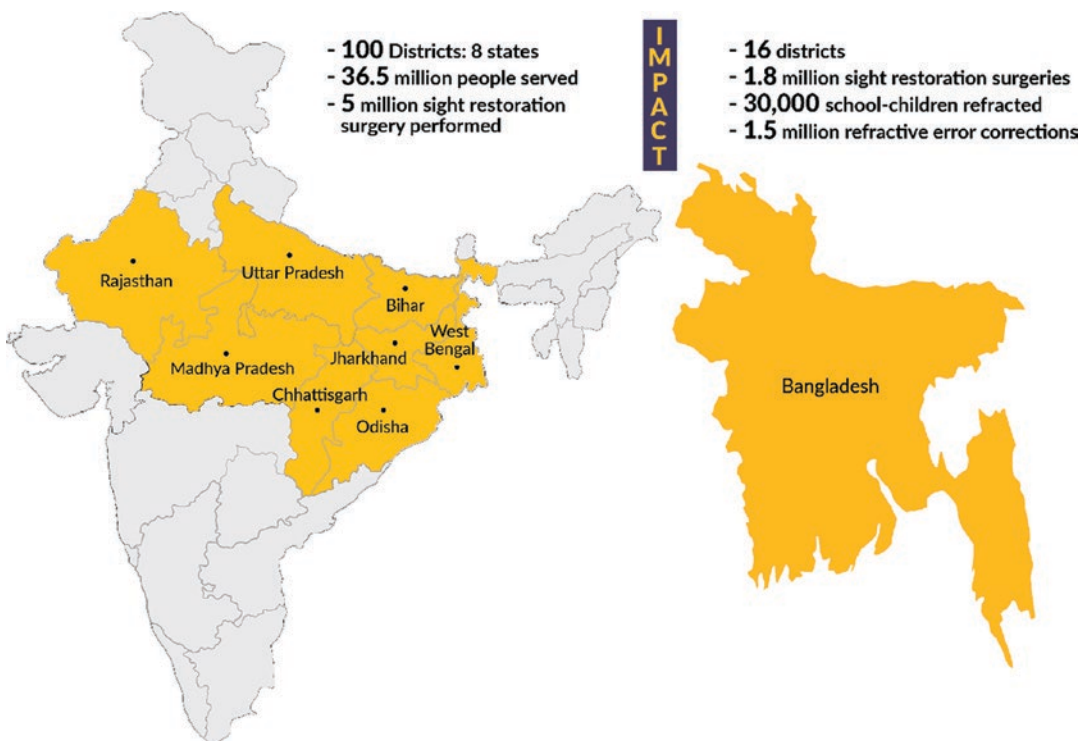 - 100 Districts: 8 states
- 36.5 million people served
- 5 million sight restoration
surgery performed
IMPACT
- 16 districts
- 1.8 million sight restoration surgeries
- 30,000 school-children refracted
- 1.5 million refractive error corrections
Rajasthan
Uttar Pradesh
Bihar
West
Bengal
Jharkhand
Madhya Pradesh
Chhattisgarh
Odisha
Bangladesh